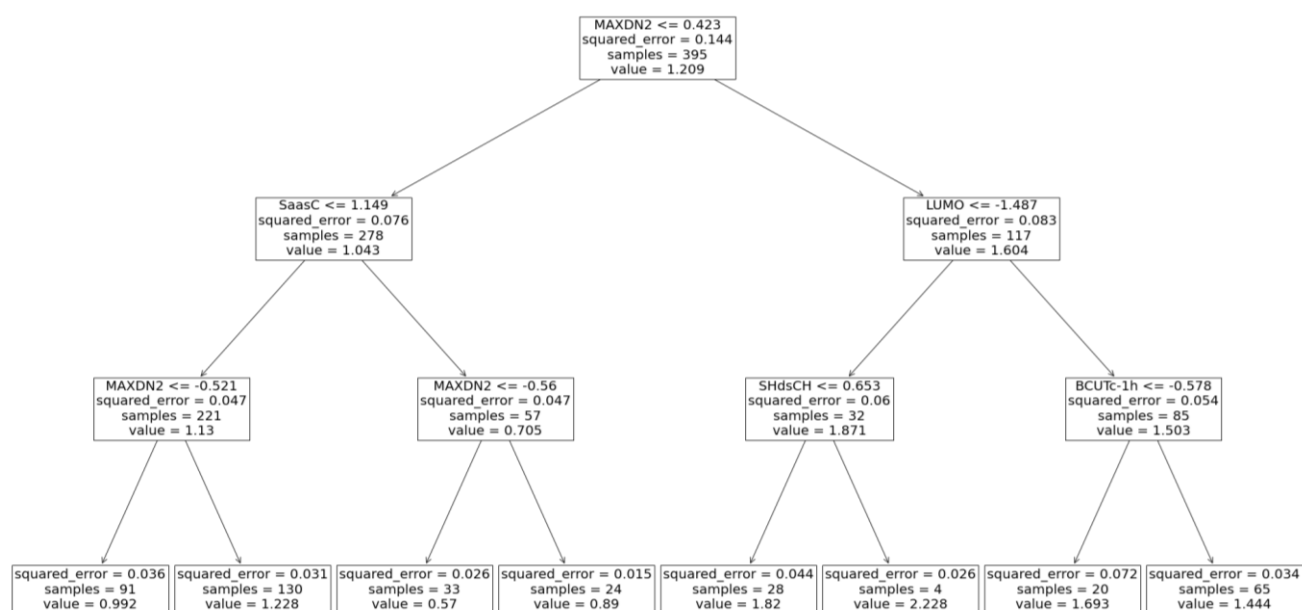 MAXDN2 <= 0.423
squared_error = 0.144
samples = 395
value = 1.209
SaasC <= 1.149
squared_error = 0.076
samples = 278
value = 1.043
LUMO <= -1.487
squared_error = 0.083
samples = 117
value = 1.604
MAXDN2 <= -0.521
squared_error = 0.047
samples = 221
value = 1.13
MAXDN2 <= -0.56
squared_error = 0.047
samples = 57
value = 0.705
SHdsCH <= 0.653
squared_error = 0.06
samples = 32
value = 1.871
BCUTc-1h <= -0.578
squared_error = 0.054
samples = 85
value = 1.503
squared_error = 0.036
samples = 91
value = 0.992
squared_error = 0.031
samples = 130
value = 1.228
squared_error = 0.026
samples = 33
value = 0.57
squared_error = 0.015
samples = 24
value = 0.89
squared_error = 0.044
samples = 28
value = 1.82
squared_error = 0.026
samples = 4
value = 2.228
squared_error = 0.072
samples = 20
value = 1.693
squared_error = 0.034
samples = 65
value = 1.444